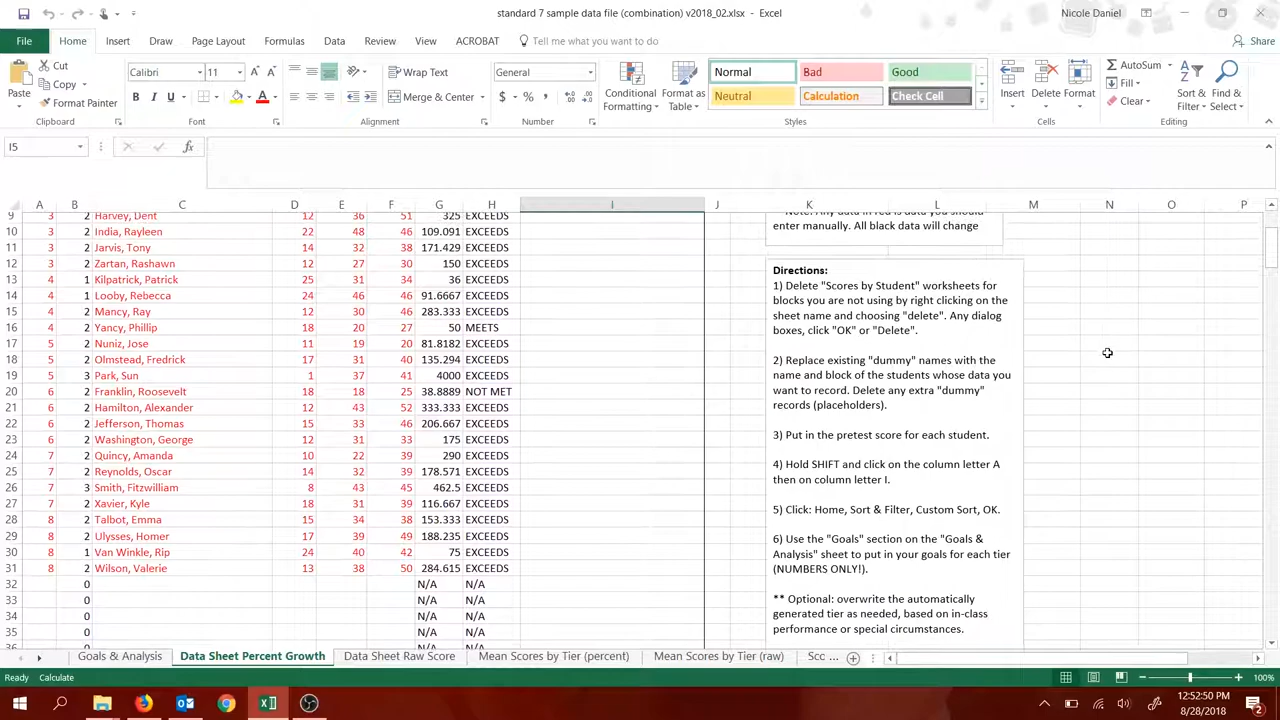 standard 7 sample data file (combination) v2018_02.xlsx - Excel
Nicole Daniel
File Home Insert Draw Page Layout Formulas Data Review View ACROBAT Tell me what you want to do Share
Paste Cut Copy Format Painter Clipboard
Calibri 11 B I U A Font
Wrap Text Merge & Center Alignment
General $ % , Number
Conditional Formatting Format as Table
Normal Bad Good
Neutral Calculation Check Cell
Styles
Insert Delete Format Cells
AutoSum Fill Clear Sort & Filter Find & Select Editing
I5 fx
A B C D E F G H I J K L M N O P
9 3 2 Harvey, Dent 12 36 51 325 EXCEEDS
10 3 2 India, Rayleen 22 48 46 109.091 EXCEEDS
11 3 2 Jarvis, Tony 14 32 38 171.429 EXCEEDS
12 3 2 Zartan, Rashawn 12 27 30 150 EXCEEDS
13 4 1 Kilpatrick, Patrick 25 31 34 36 EXCEEDS
14 4 1 Looby, Rebecca 24 46 46 91.6667 EXCEEDS
15 4 2 Mancy, Ray 12 30 46 283.333 EXCEEDS
16 4 2 Yancy, Phillip 18 20 27 50 MEETS
17 5 2 Nuniz, Jose 11 19 20 81.8182 EXCEEDS
18 5 2 Olmstead, Fredrick 17 31 40 135.294 EXCEEDS
19 5 3 Park, Sun 1 37 41 4000 EXCEEDS
20 6 2 Franklin, Roosevelt 18 18 25 38.8889 NOT MET
21 6 2 Hamilton, Alexander 12 43 52 333.333 EXCEEDS
22 6 2 Jefferson, Thomas 15 33 46 206.667 EXCEEDS
23 6 2 Washington, George 12 31 33 175 EXCEEDS
24 7 2 Quincy, Amanda 10 22 39 290 EXCEEDS
25 7 2 Reynolds, Oscar 14 32 39 178.571 EXCEEDS
26 7 3 Smith, Fitzwilliam 8 43 45 462.5 EXCEEDS
27 7 2 Xavier, Kyle 18 31 39 116.667 EXCEEDS
28 8 2 Talbot, Emma 15 34 38 153.333 EXCEEDS
29 8 2 Ulysses, Homer 17 39 49 188.235 EXCEEDS
30 8 1 Van Winkle, Rip 24 40 42 75 EXCEEDS
31 8 2 Wilson, Valerie 13 38 50 284.615 EXCEEDS
32 0 N/A N/A
33 0 N/A N/A
34 0 N/A N/A
35 0 N/A N/A
Note: Any data in red is data you should
enter manually. All black data will change
Directions:
1) Delete "Scores by Student" worksheets for
blocks you are not using by right clicking on the
sheet name and choosing "delete". Any dialog
boxes, click "OK" or "Delete".
2) Replace existing "dummy" names with the
name and block of the students whose data you
want to record. Delete any extra "dummy"
records (placeholders).
3) Put in the pretest score for each student.
4) Hold SHIFT and click on the column letter A
then on column letter I.
5) Click: Home, Sort & Filter, Custom Sort, OK.
6) Use the "Goals" section on the "Goals &
Analysis" sheet to put in your goals for each tier
(NUMBERS ONLY!).
** Optional: overwrite the automatically
generated tier as needed, based on in-class
performance or special circumstances.
Goals & Analysis Data Sheet Percent Growth Data Sheet Raw Score Mean Scores by Tier (percent) Mean Scores by Tier (raw) Sco ...
Ready Calculate 100%
12:52:50 PM
8/28/2018
2